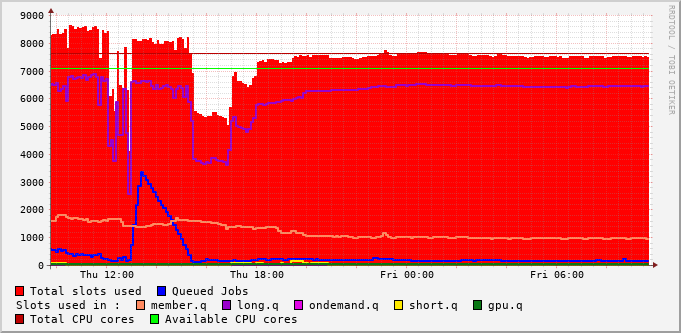 9000
8000
7000
6000
5000
4000
3000
2000
1000
0
Thu 12:00 Thu 18:00 Fri 00:00 Fri 06:00
RRDTOOL / TOBI OETIKER
Total slots used Queued Jobs
Slots used in : member.q long.q ondemand.q short.q gpu.q
Total CPU cores Available CPU cores